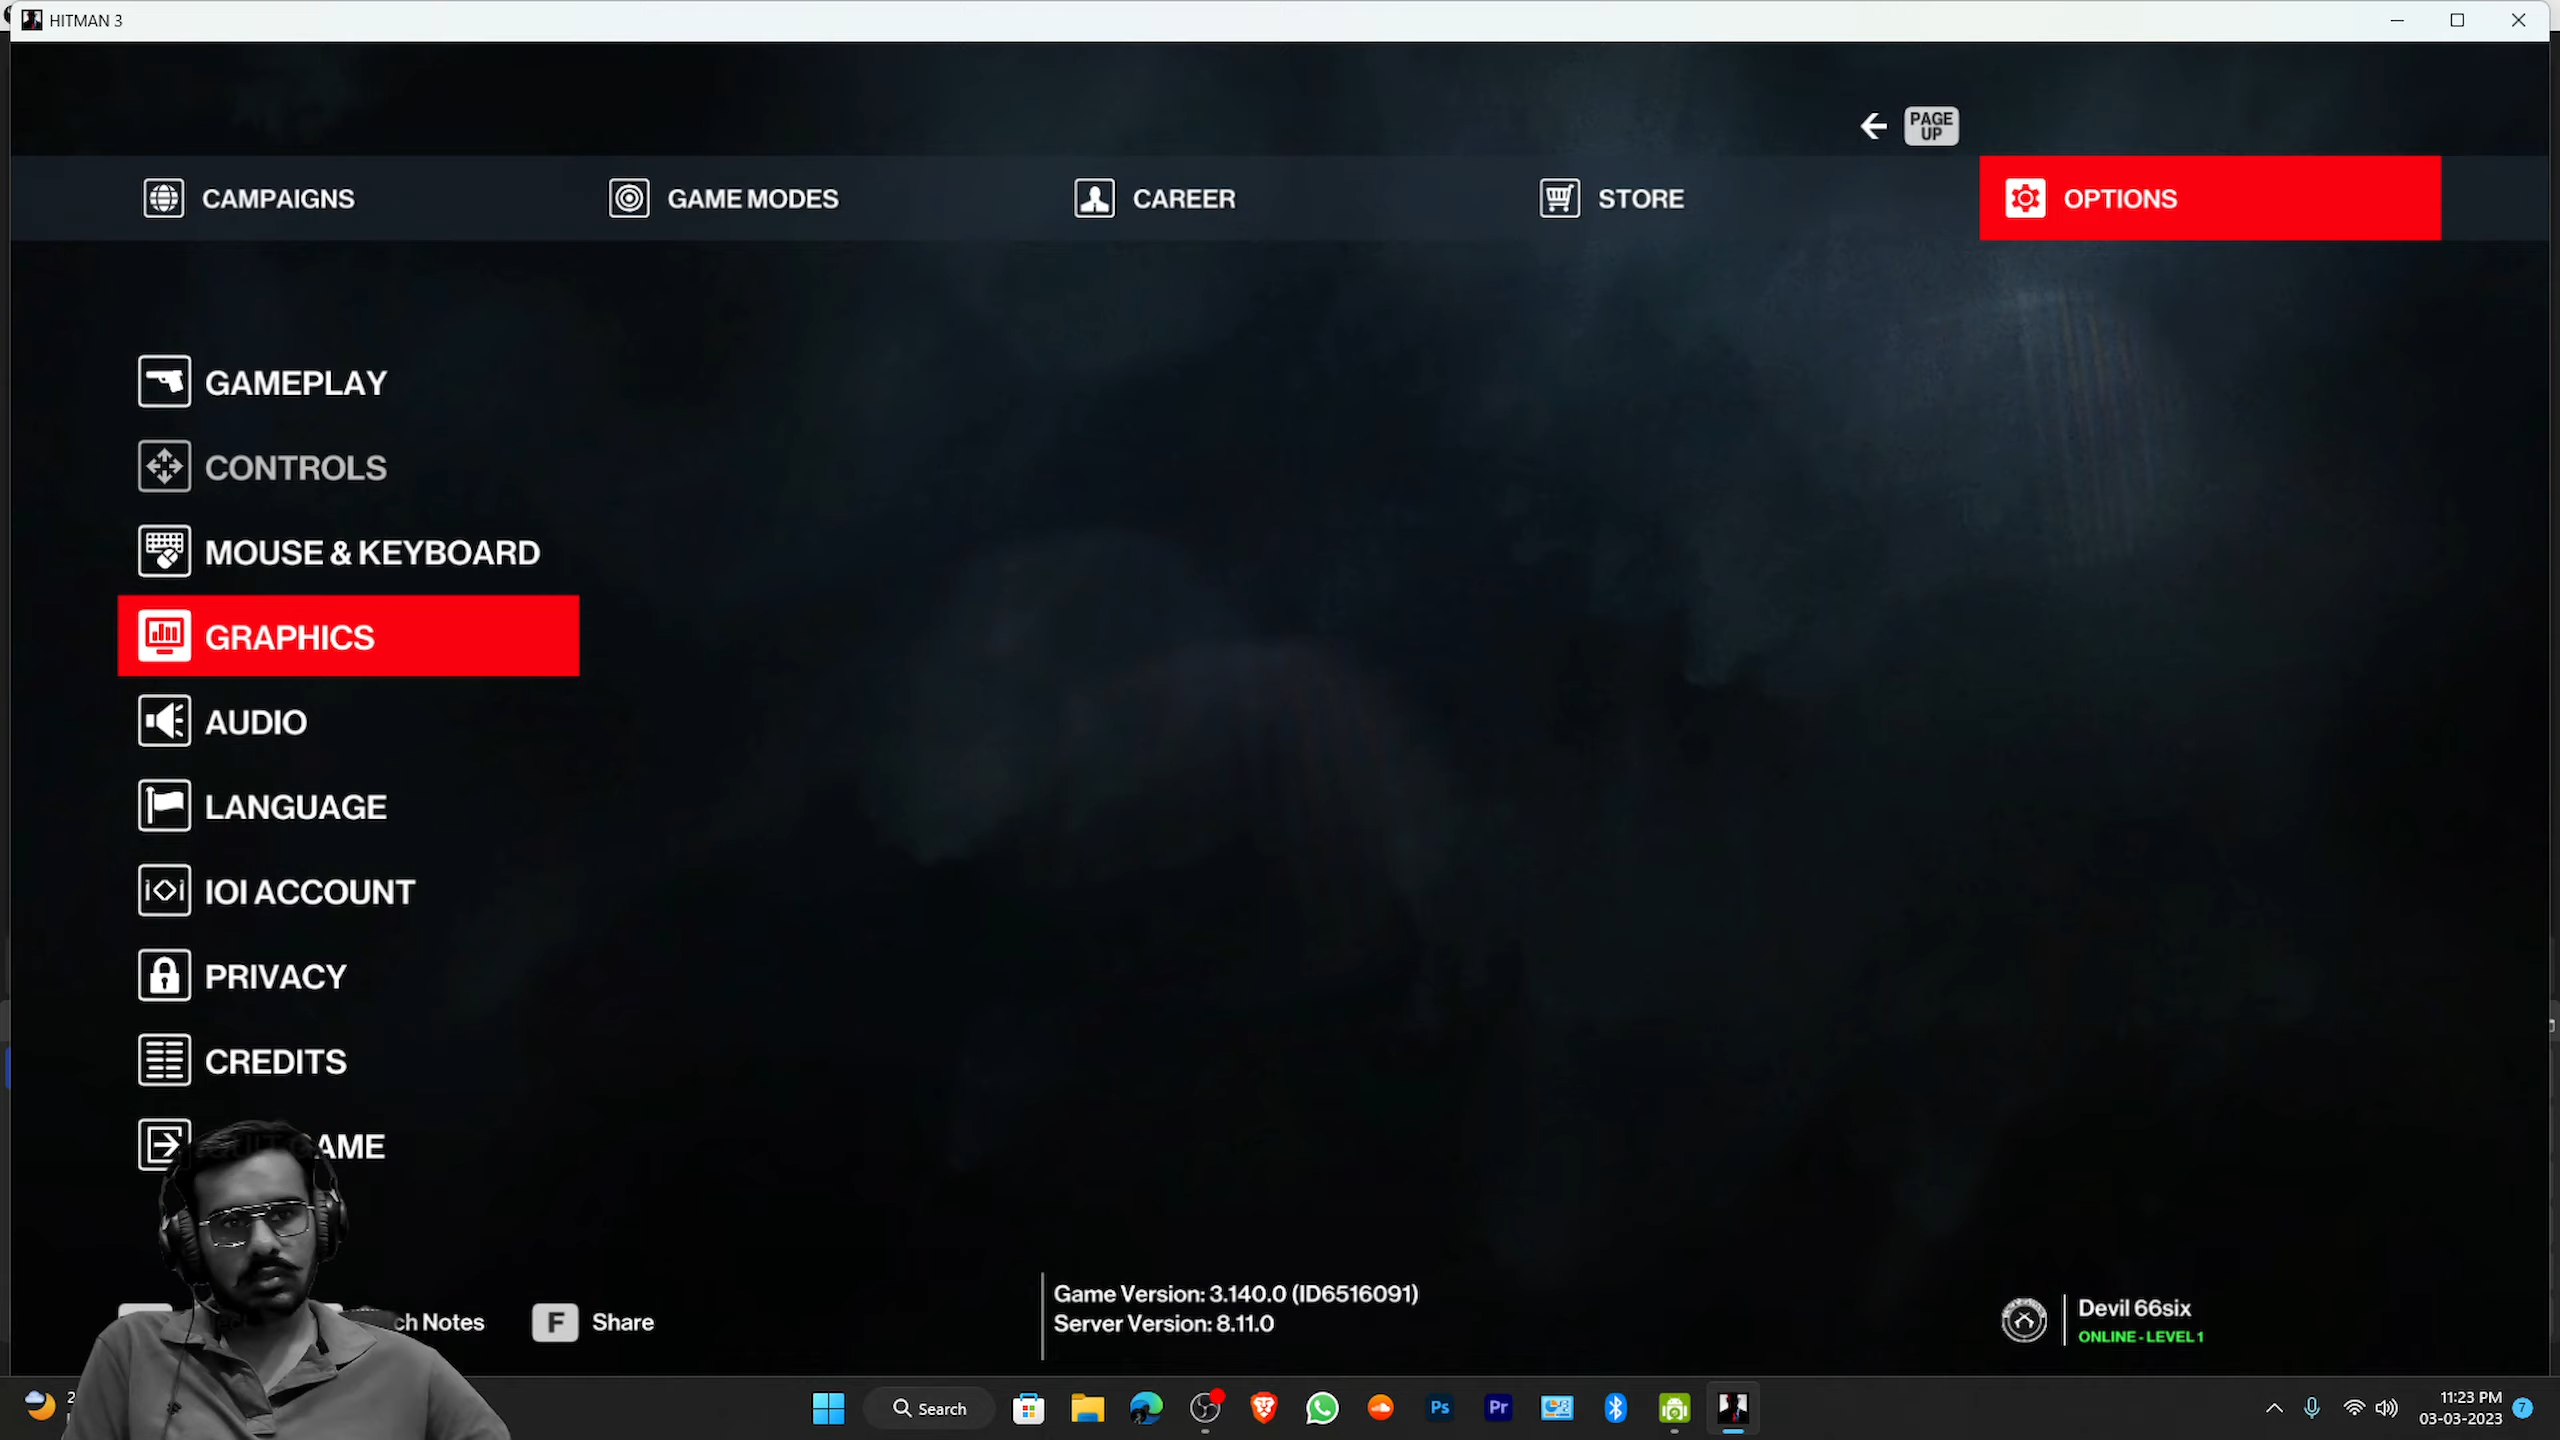 HITMAN 3
PAGE UP
CAMPAIGNS
GAME MODES
CAREER
STORE
OPTIONS
GAMEPLAY
CONTROLS
MOUSE & KEYBOARD
GRAPHICS
AUDIO
LANGUAGE
IOI ACCOUNT
PRIVACY
CREDITS
AME
ch Notes
F Share
Game Version: 3.140.0 (ID6516091)
Server Version: 8.11.0
Devil 66six
ONLINE - LEVEL 1
Search
Ps
Pr
11:23 PM
03-03-2023
7